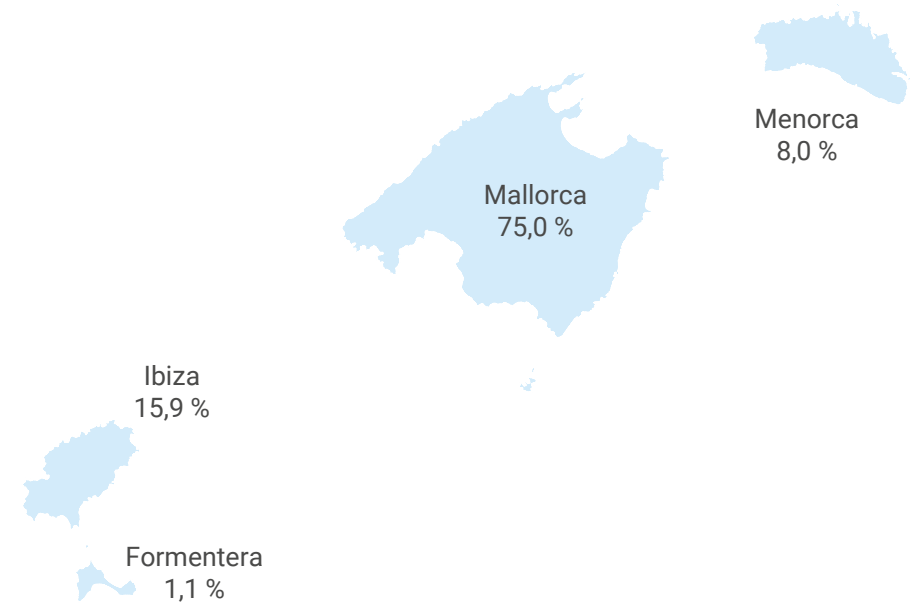 Menorca
8,0 %
Mallorca
75,0 %
Ibiza
15,9 %
Formentera
1,1 %